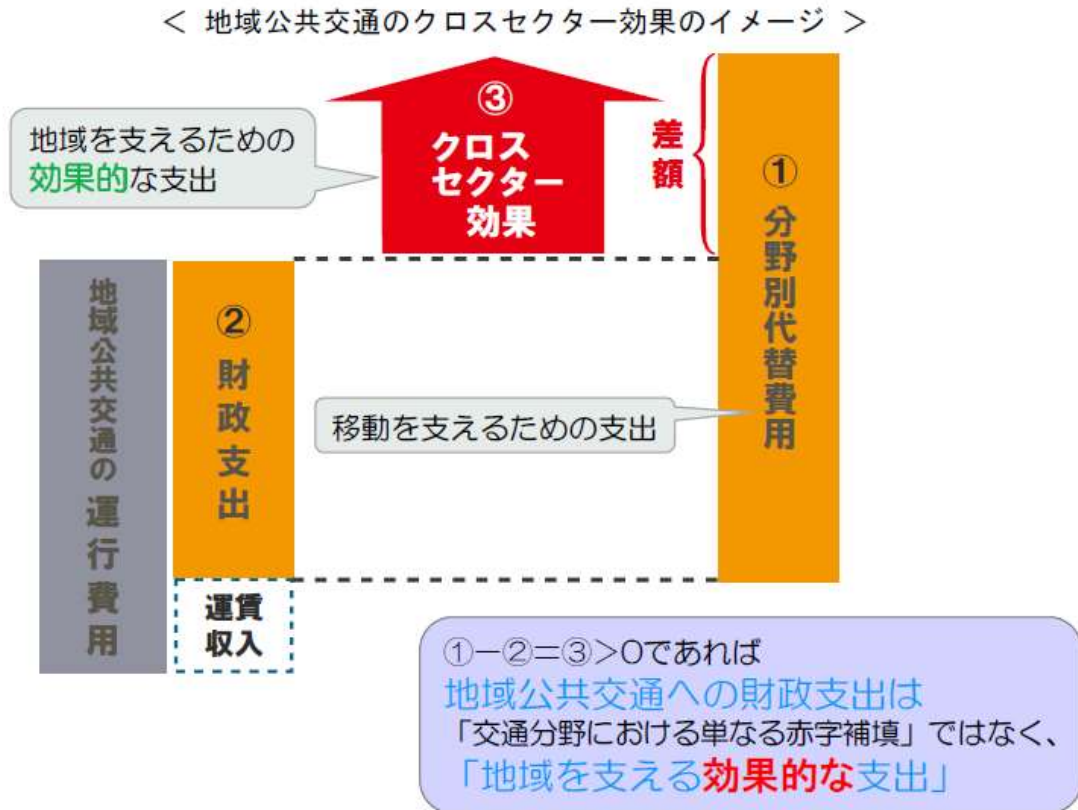 < 地域公共交通のクロスセクター効果のイメージ >
地域を支えるための
効果的な支出
③
クロス
セクター
効果
差額
①分野別代替費用
地域公共交通の運行費用
②財政支出
移動を支えるための支出
運賃
収入
①−②=③>0であれば
地域公共交通への財政支出は
「交通分野における単なる赤字補填」ではなく、
「地域を支える効果的な支出」